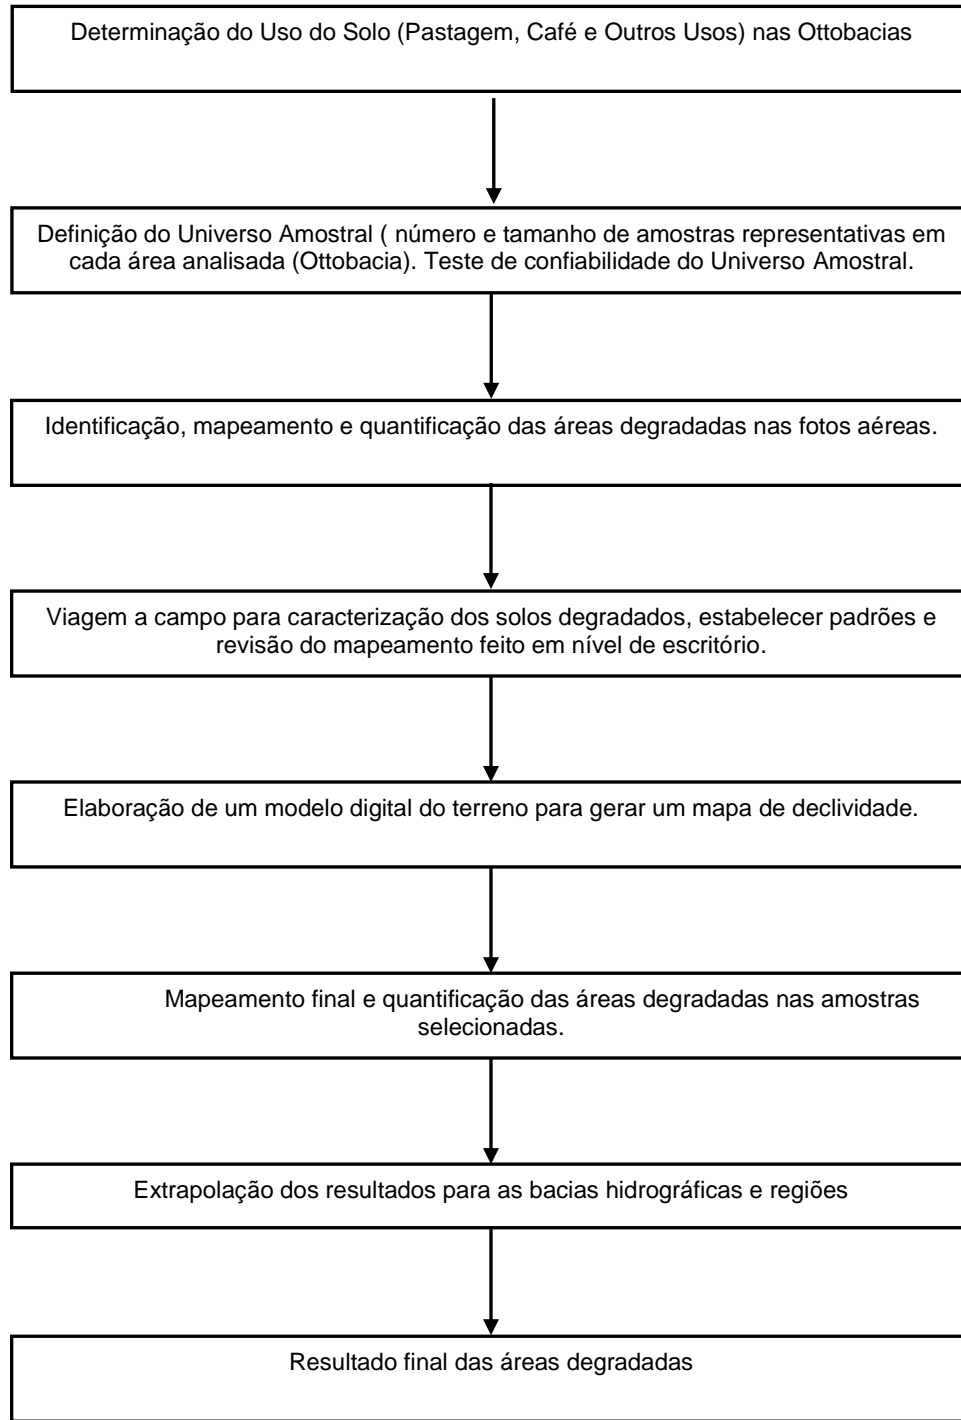 Determinação do Uso do Solo (Pastagem, Café e Outros Usos) nas Ottobacias
Definição do Universo Amostral ( número e tamanho de amostras representativas em
cada área analisada (Ottobacia). Teste de confiabilidade do Universo Amostral.
Identificação, mapeamento e quantificação das áreas degradadas nas fotos aéreas.
Viagem a campo para caracterização dos solos degradados, estabelecer padrões e
revisão do mapeamento feito em nível de escritório.
Elaboração de um modelo digital do terreno para gerar um mapa de declividade.
Mapeamento final e quantificação das áreas degradadas nas amostras
selecionadas.
Extrapolação dos resultados para as bacias hidrográficas e regiões
Resultado final das áreas degradadas